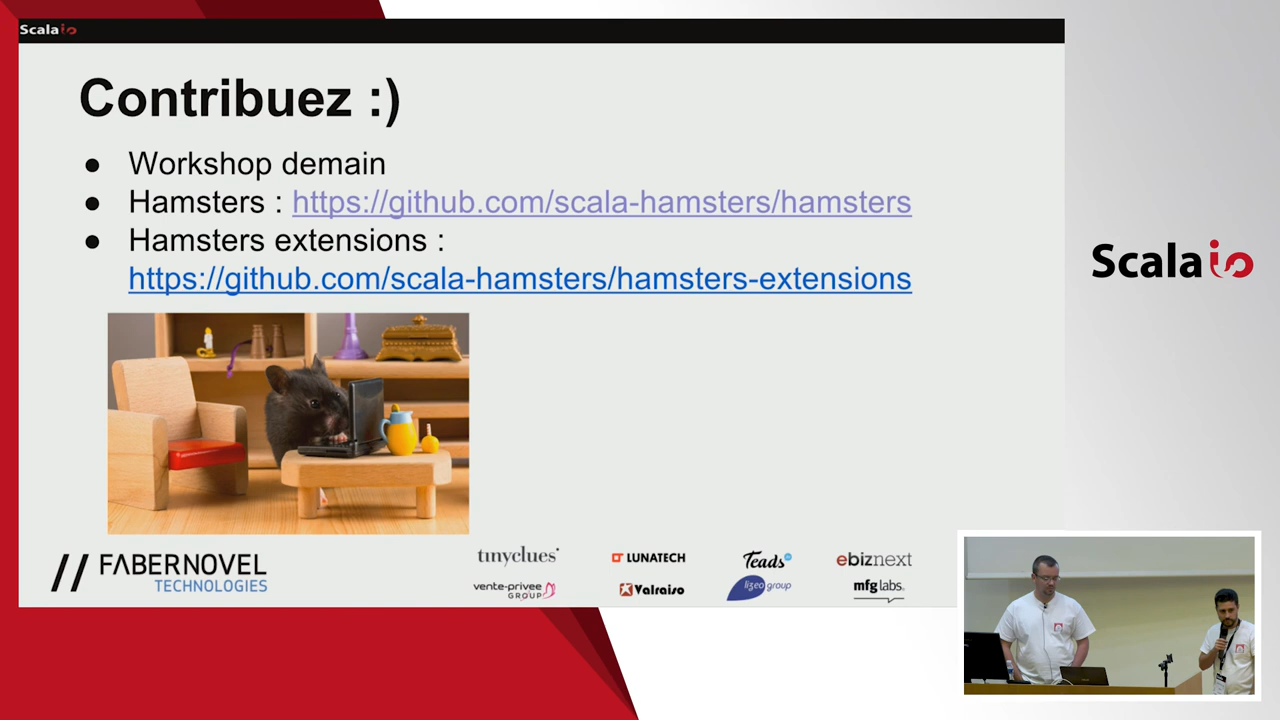 Scala io
Contribuez :)
● Workshop demain
● Hamsters : https://github.com/scala-hamsters/hamsters
● Hamsters extensions :
https://github.com/scala-hamsters/hamsters-extensions
Scala io
// FABERNOVEL
TECHNOLOGIES
tinyclues
LUNATECH
Teads
ebiznext
vente-privee
GROUP
Valraiso
lizeo group
mfg labs.